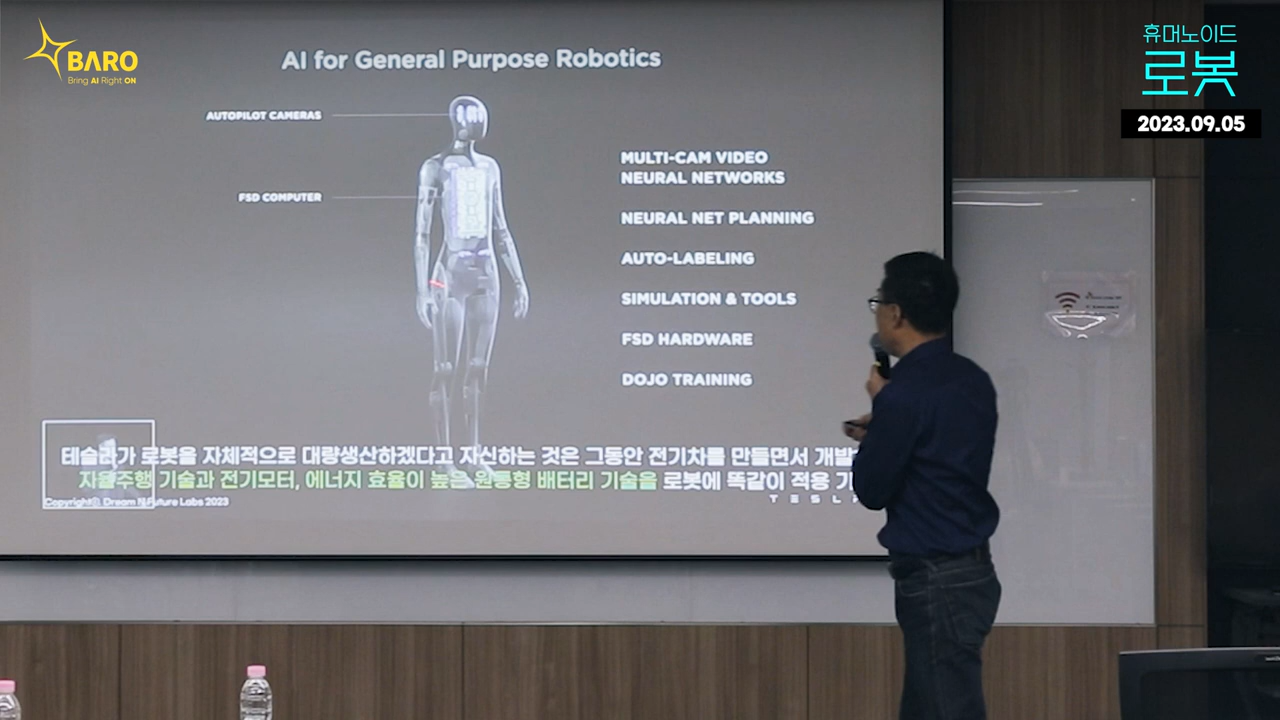 BARO
Bring AI Right ON
휴머노이드
로봇
2023.09.05
AI for General Purpose Robotics
AUTOPILOT CAMERAS
FSD COMPUTER
MULTI-CAM VIDEO
NEURAL NETWORKS
NEURAL NET PLANNING
AUTO-LABELING
SIMULATION & TOOLS
FSD HARDWARE
DOJO TRAINING
테슬라가 로봇을 자체적으로 대량생산하겠다고 자신하는 것은 그동안 전기차를 만들면서 개발
자율주행 기술과 전기모터, 에너지 효율이 높은 원통형 배터리 기술을 로봇에 똑같이 적용
Copyrightⓒ Dream N Future Labs 2023
TESL